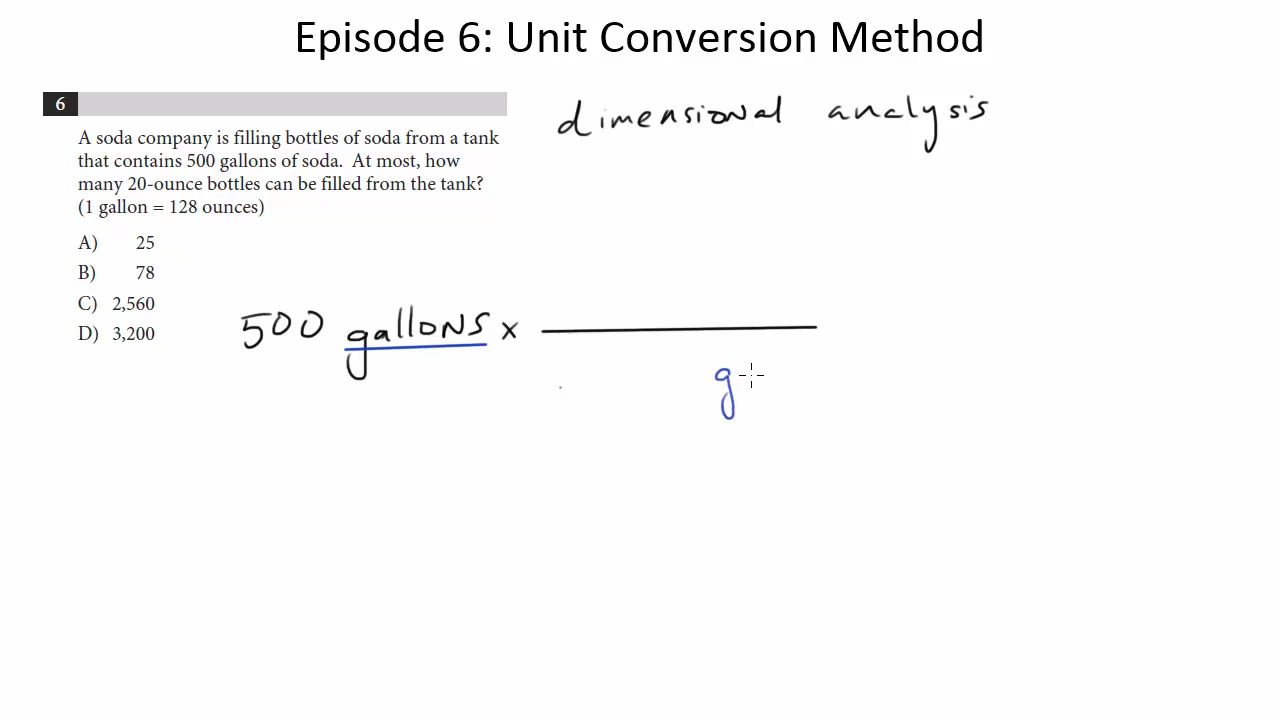 Episode 6: Unit Conversion Method
6
dimensional analysis
A soda company is filling bottles of soda from a tank
that contains 500 gallons of soda. At most, how
many 20-ounce bottles can be filled from the tank?
(1 gallon = 128 ounces)
A) 25
B) 78
C) 2,560
D) 3,200
500 gallons ×
g